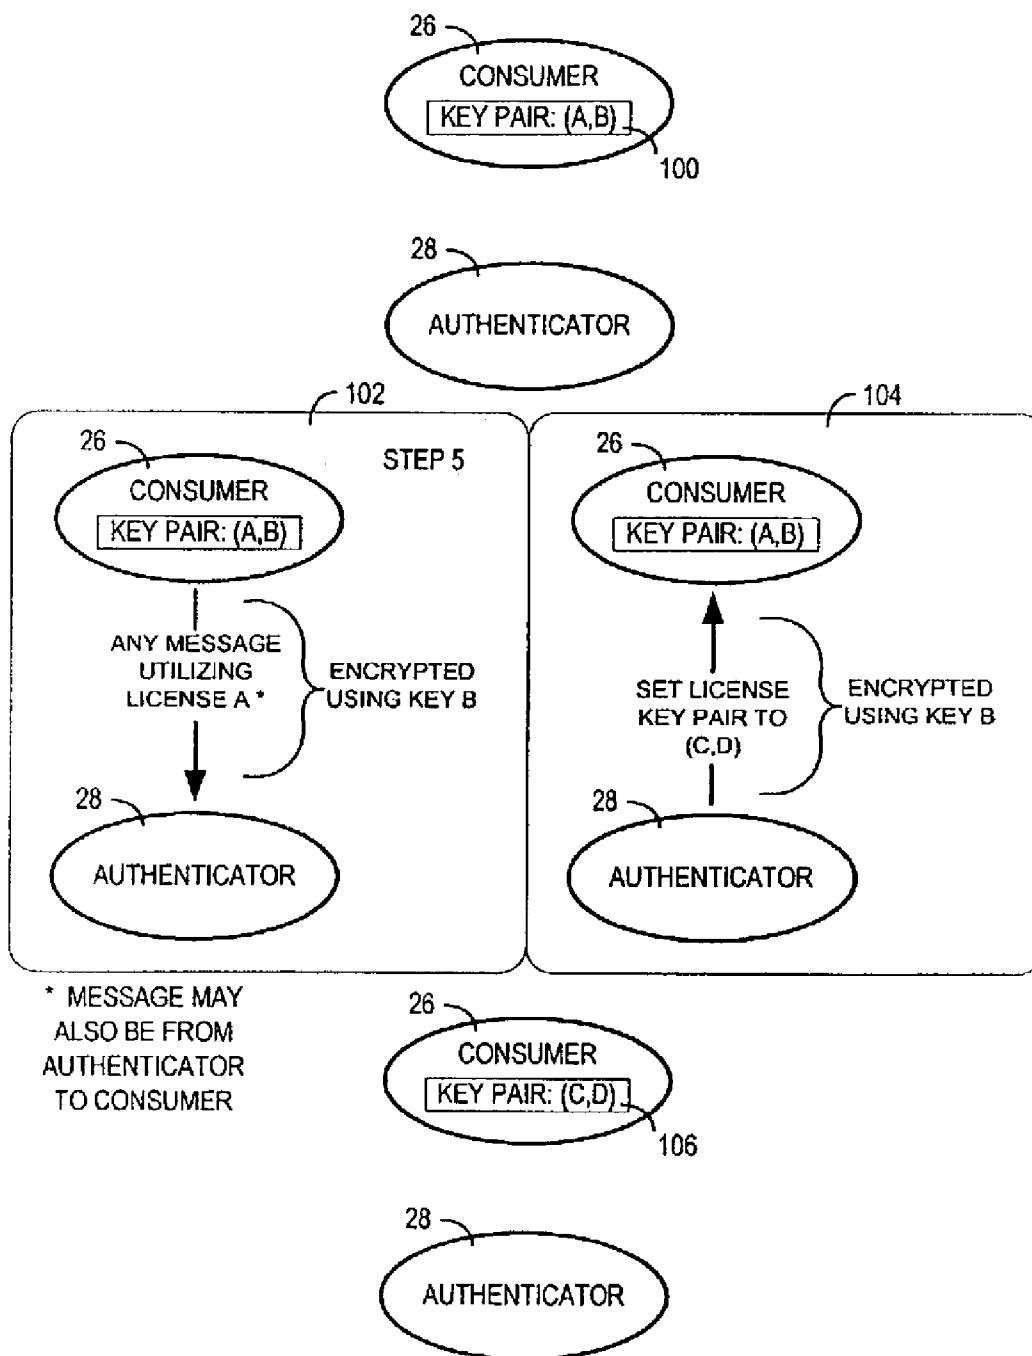 26
CONSUMER
KEY PAIR: (A,B)
100
28
AUTHENTICATOR
102
26
STEP 5
CONSUMER
KEY PAIR: (A,B)
ANY MESSAGE
UTILIZING
LICENSE A *
ENCRYPTED
USING KEY B
28
AUTHENTICATOR
104
26
CONSUMER
KEY PAIR: (A,B)
SET LICENSE
KEY PAIR TO
(C,D)
ENCRYPTED
USING KEY B
28
AUTHENTICATOR
* MESSAGE MAY
ALSO BE FROM
AUTHENTICATOR
TO CONSUMER
26
CONSUMER
KEY PAIR: (C,D)
106
28
AUTHENTICATOR